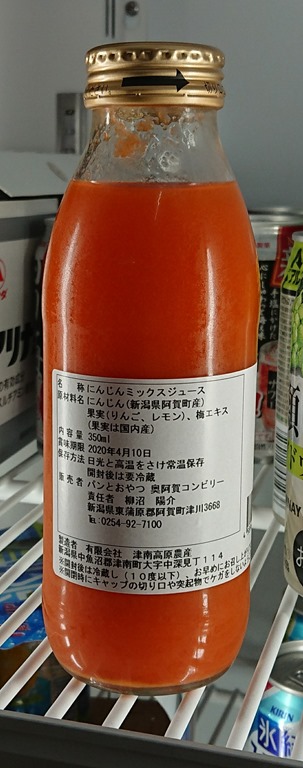 名　称 にんじんミックスジュース
原材料名 にんじん(新潟県阿賀町産)
果実(りんご、レモン)、梅エキス
(果実は国内産)
内容量 350ml
賞味期限 2020年4月10日
保存方法 日光と高温をさけ常温保存
開封後は要冷蔵
販売者 パンとおやつ 奥阿賀コンビリー
責任者 柳沼 陽介
新潟県東蒲原郡阿賀町津川3668
℡:0254-92-7100
製造者 有限会社 津南高原農産
新潟県中魚沼郡津南町大字中深見丁114
※開封後は冷蔵し(10度以下)、お早めにお召し上が
※開閉時にキャップの切り口や突起物でケガをしないよ
KIRIN